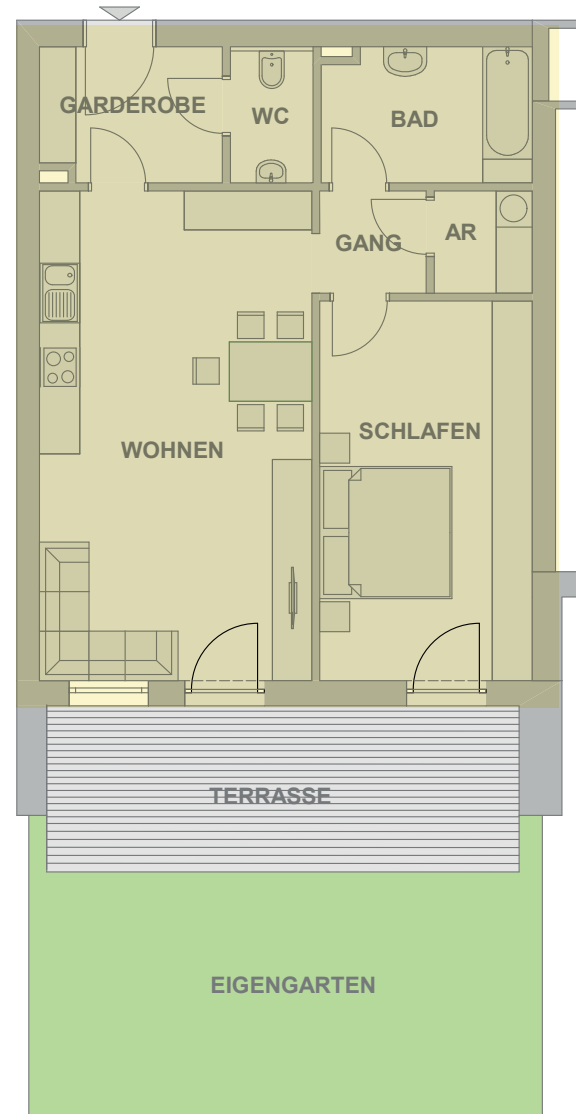 GARDEROBE
WC
BAD
GANG
AR
SCHLAFEN
WOHNEN
TERRASSE
EIGENGARTEN